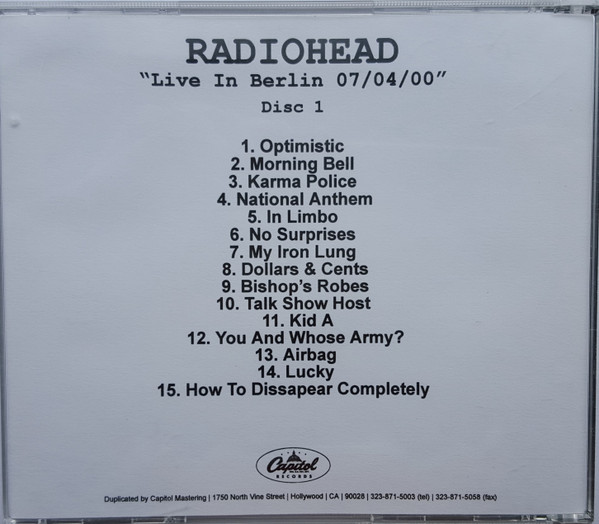 RADIOHEAD
"Live In Berlin 07/04/00"
Disc 1
1. Optimistic
2. Morning Bell
3. Karma Police
4. National Anthem
5. In Limbo
6. No Surprises
7. My Iron Lung
8. Dollars & Cents
9. Bishop's Robes
10. Talk Show Host
11. Kid A
12. You And Whose Army?
13. Airbag
14. Lucky
15. How To Dissapear Completely
Capitol
RECORDS
Duplicated by Capitol Mastering | 1750 North Vine Street | Hollywood | CA | 90028 | 323-871-5003 (tel) | 323-871-5058 (fax)